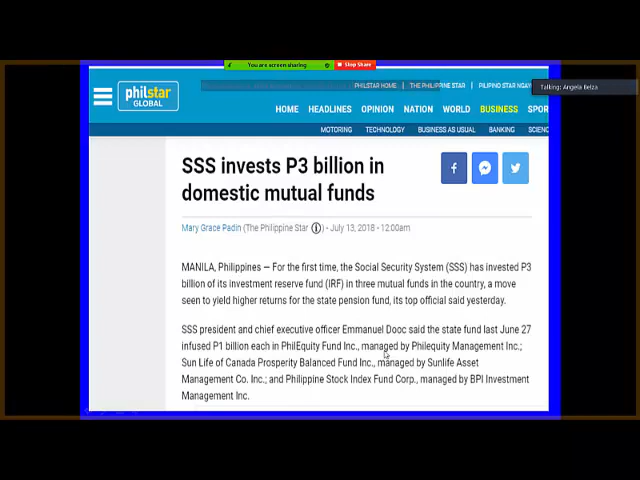 You are screen sharing
Stop Share
philstar
GLOBAL
PHILSTAR HOME | THE PHILIPPINE STAR | PILIPINO STAR NGAY
Talking: Angela Belza
HOME HEADLINES OPINION NATION WORLD BUSINESS SPOR
MOTORING TECHNOLOGY BUSINESS AS USUAL BANKING SCIENC
SSS invests P3 billion in
domestic mutual funds
Mary Grace Padin (The Philippine Star) - July 13, 2018 - 12:00am
MANILA, Philippines — For the first time, the Social Security System (SSS) has invested P3
billion of its investment reserve fund (IRF) in three mutual funds in the country, a move
seen to yield higher returns for the state pension fund, its top official said yesterday.
SSS president and chief executive officer Emmanuel Dooc said the state fund last June 27
infused P1 billion each in PhilEquity Fund Inc., managed by Philequity Management Inc.;
Sun Life of Canada Prosperity Balanced Fund Inc., managed by Sunlife Asset
Management Co. Inc.; and Philippine Stock Index Fund Corp., managed by BPI Investment
Management Inc.